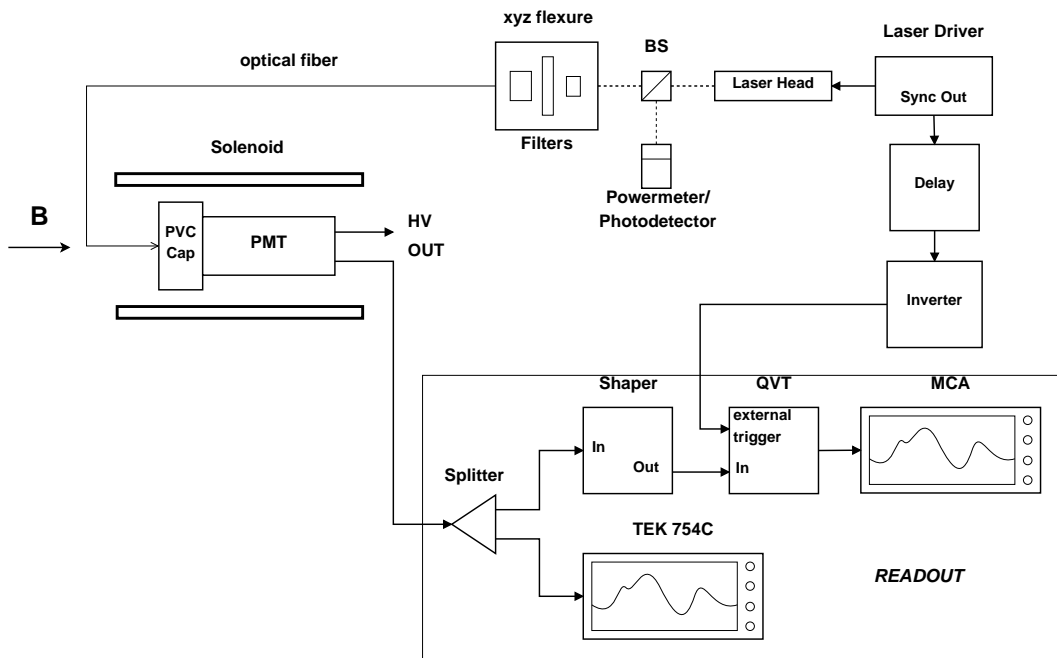 xyz flexure
BS
Laser Driver
optical fiber
Laser Head
Sync Out
Filters
Solenoid
Delay
Powermeter/
Photodetector
B
PVC
Cap
PMT
HV
OUT
Inverter
Shaper
QVT
MCA
external
trigger
In
Out
In
Splitter
TEK 754C
READOUT